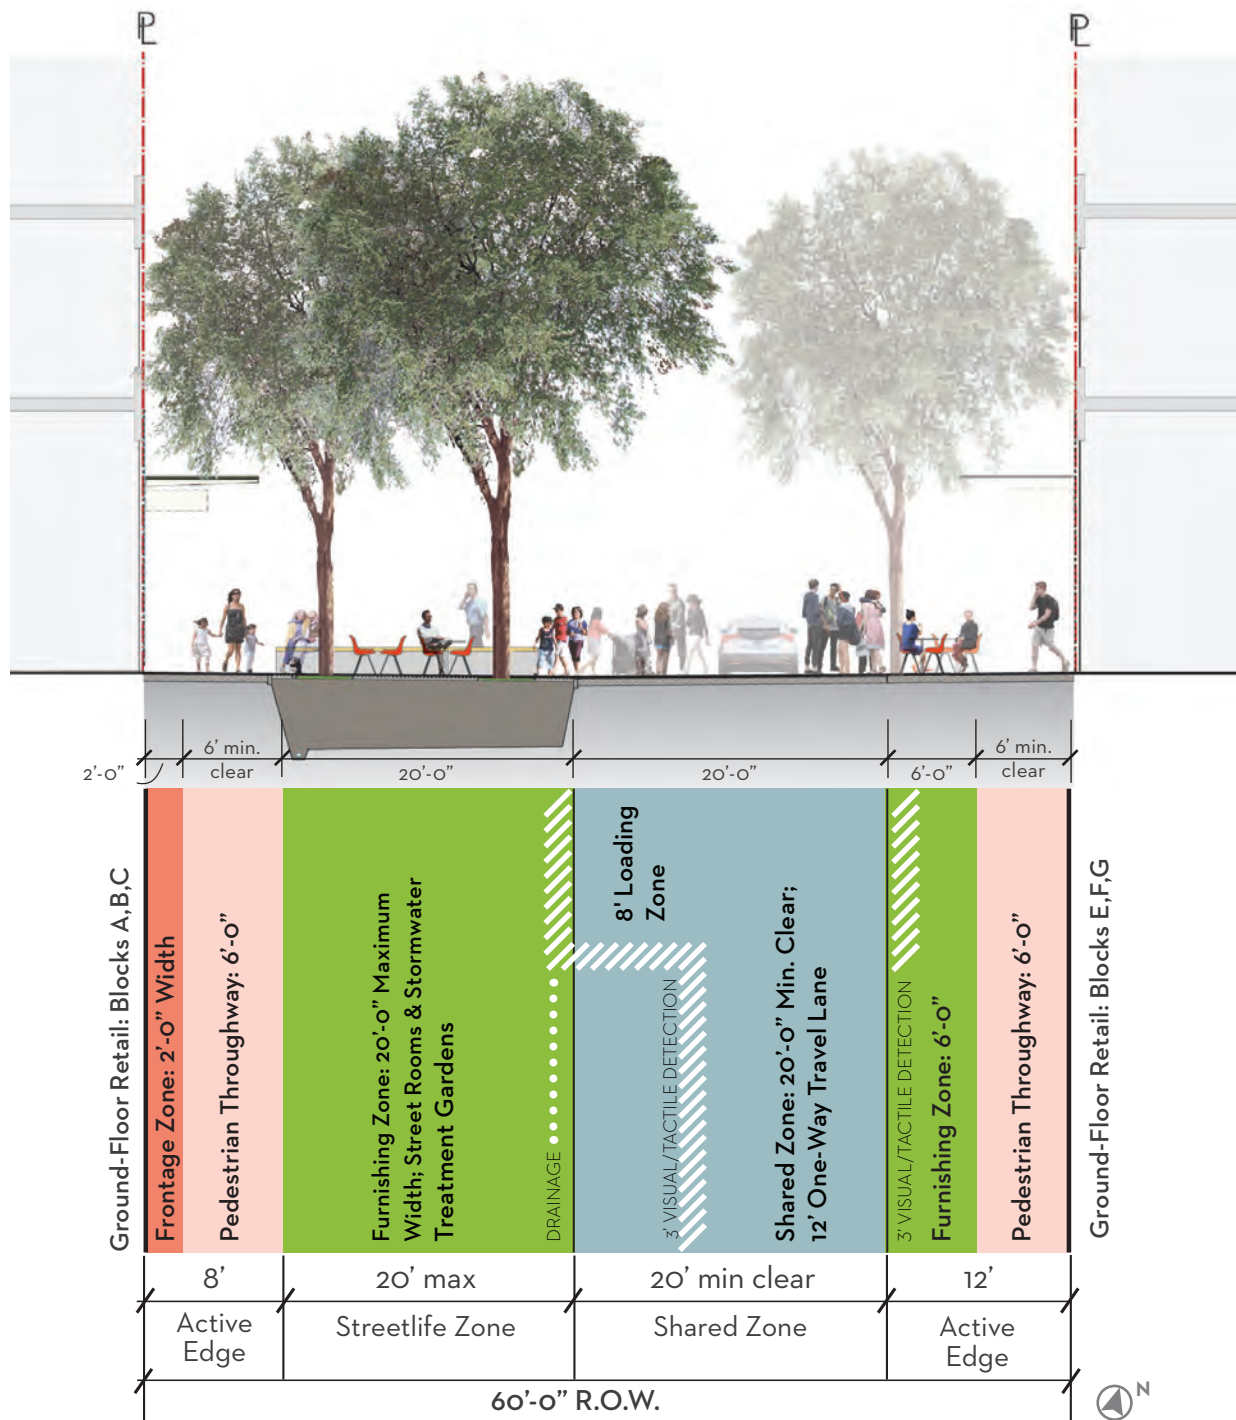 PL
PL
6’ min.
clear
2’-0”
20’-0”
20’-0”
6’-0”
6’ min.
clear
Ground-Floor Retail: Blocks A,B,C
Frontage Zone: 2’-0” Width
Pedestrian Throughway: 6’-0”
Furnishing Zone: 20’-0” Maximum
Width; Street Rooms & Stormwater
Treatment Gardens
DRAINAGE
8' Loading
Zone
3’ VISUAL/TACTILE DETECTION
Shared Zone: 20’-0” Min. Clear;
12’ One-Way Travel Lane
3’ VISUAL/TACTILE DETECTION
Furnishing Zone: 6’-0”
Pedestrian Throughway: 6’-0”
Ground-Floor Retail: Blocks E,F,G
8’
20’ max
20’ min clear
12’
Active
Edge
Streetlife Zone
Shared Zone
Active
Edge
60’-0” R.O.W.
N